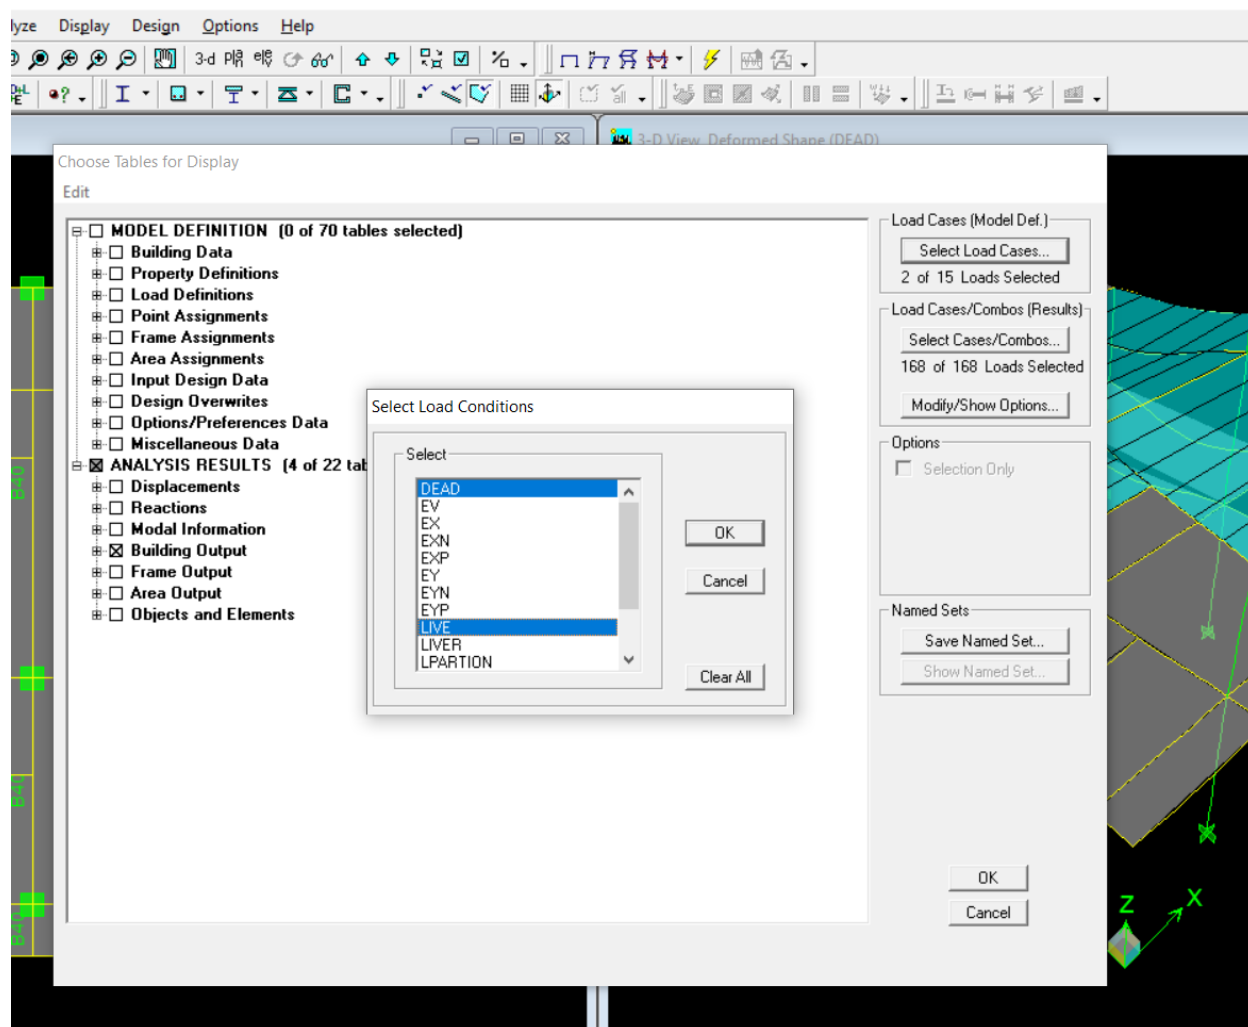 lyze Display Design Options Help
3-d
3-D View Deformed Shape (DEAD)
Choose Tables for Display
Edit
MODEL DEFINITION (0 of 70 tables selected)
Building Data
Property Definitions
Load Definitions
Point Assignments
Frame Assignments
Area Assignments
Input Design Data
Design Overwrites
Options/Preferences Data
Miscellaneous Data
ANALYSIS RESULTS (4 of 22 tab
Displacements
Reactions
Modal Information
Building Output
Frame Output
Area Output
Objects and Elements
Load Cases (Model Def.)
Select Load Cases...
2 of 15 Loads Selected
Load Cases/Combos (Results)
Select Cases/Combos...
168 of 168 Loads Selected
Modify/Show Options...
Options
Selection Only
Named Sets
Save Named Set...
Show Named Set...
OK
Cancel
Select Load Conditions
Select
DEAD
EV
EX
EXN
EXP
EY
EYN
EYP
LIVE
LIVER
LPARTION
OK
Cancel
Clear All
B40
B40
B40
Z
X